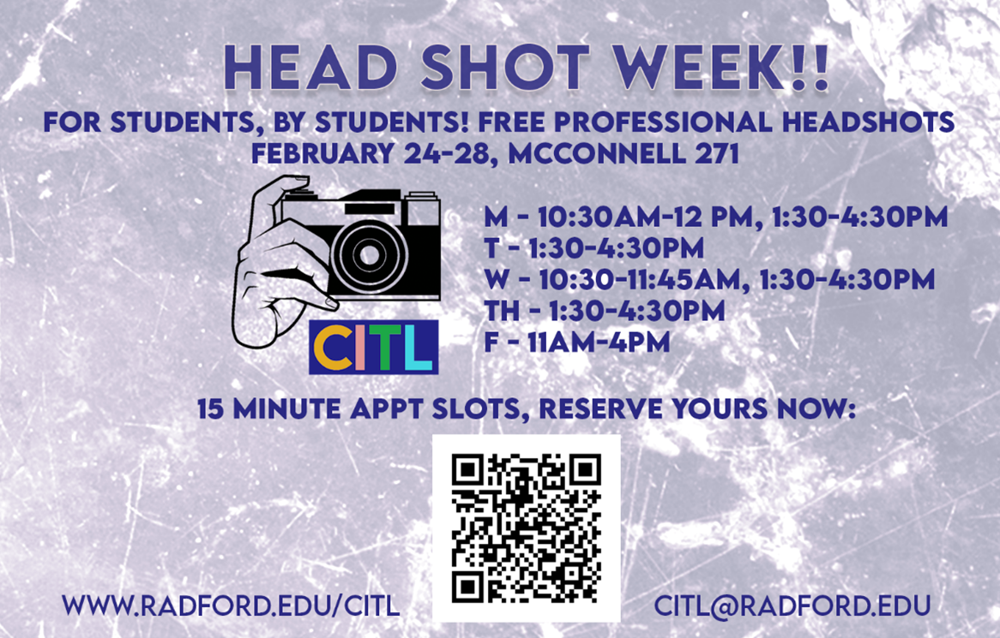 HEAD SHOT WEEK!!
FOR STUDENTS, BY STUDENTS! FREE PROFESSIONAL HEADSHOTS
FEBRUARY 24-28, MCCONNELL 271
M - 10:30AM-12 PM, 1:30-4:30PM
T - 1:30-4:30PM
W - 10:30-11:45AM, 1:30-4:30PM
TH - 1:30-4:30PM
F - 11AM-4PM
CITL
15 MINUTE APPT SLOTS, RESERVE YOURS NOW:
WWW.RADFORD.EDU/CITL
CITL@RADFORD.EDU